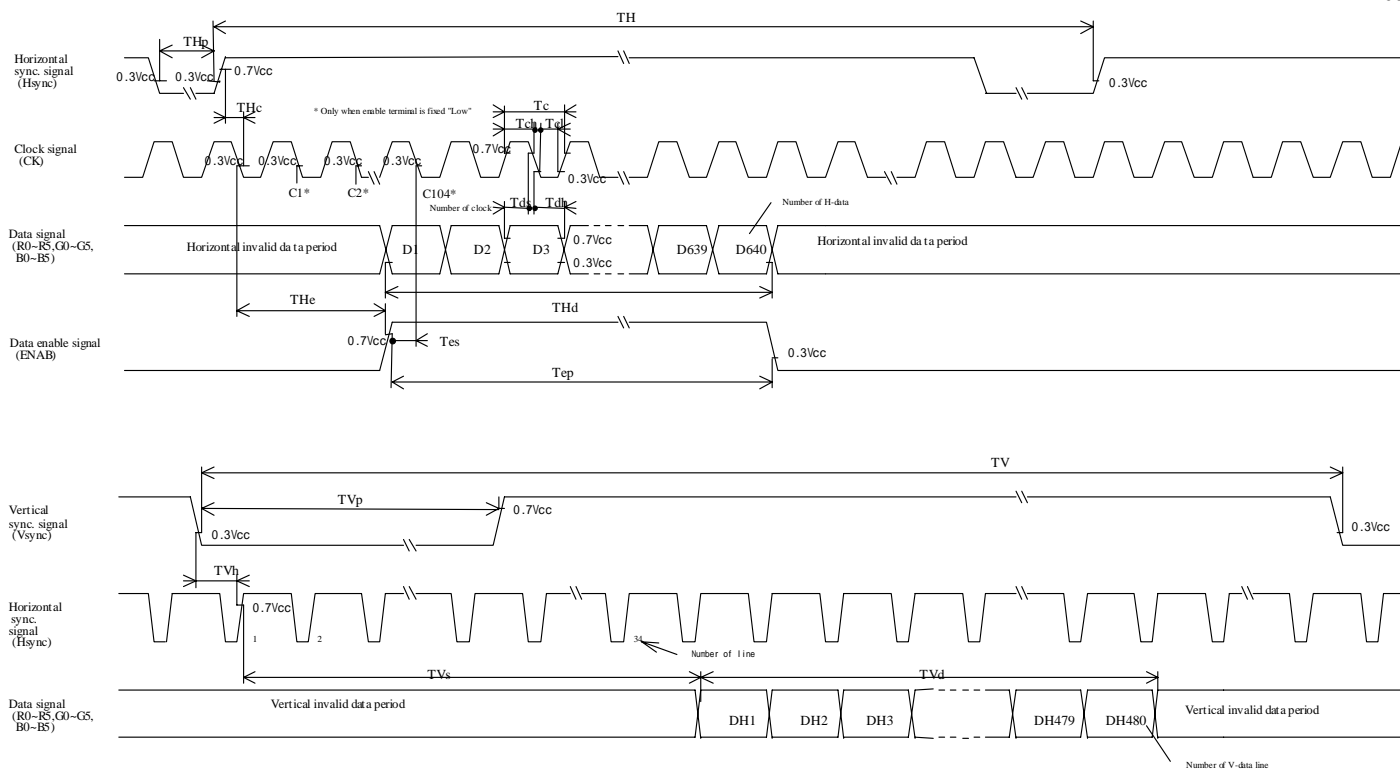 TH
THp
Horizontal
sync. signal
(Hsync)
0.3Vcc
0.3Vcc
0.7Vcc
0.3Vcc
THc
* Only when enable terminal is fixed "Low"
Tc
Tch
Tcl
Clock signal
(CK)
0.3Vcc
0.3Vcc
0.3Vcc
0.3Vcc
0.7Vcc
0.3Vcc
C1*
C2*
C104*
Number of clock
Tds
Tdh
Number of H-data
Data signal
(R0~R5,G0~G5,
B0~B5)
Horizontal invalid data period
D1
D2
D3
0.7Vcc
0.3Vcc
D639
D640
Horizontal invalid data period
THe
THd
Data enable signal
(ENAB)
0.7Vcc
Tes
0.3Vcc
Tep
TV
TVp
Vertical
sync. signal
(Vsync)
0.3Vcc
0.7Vcc
0.3Vcc
TVh
Horizontal
sync.
signal
(Hsync)
0.7Vcc
1
2
34
Number of line
TVs
TVd
Data signal
(R0~R5,G0~G5,
B0~B5)
Vertical invalid data period
DH1
DH2
DH3
DH479
DH480
Vertical invalid data period
Number of V-data line